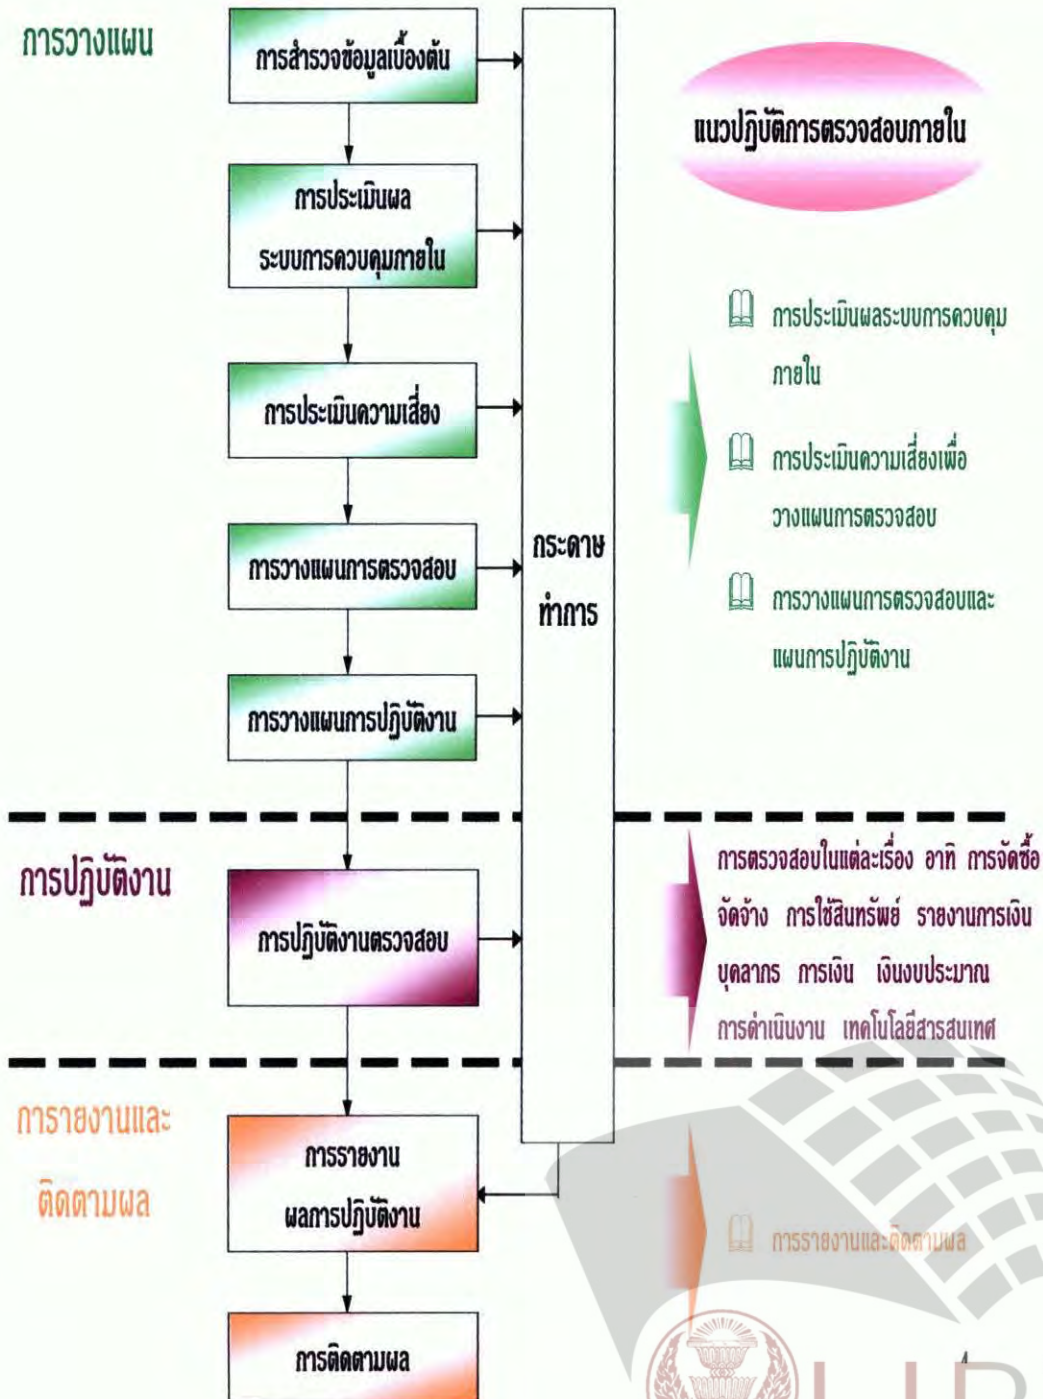 การวางแผน
การสำรวจข้อมูลเบื้องต้น
แนวปฏิบัติการตรวจสอบภายใน
การประเมินผล
ระบบการควบคุมภายใน
การประเมินผลระบบการควบคุม
ภายใน
การประเมินความเสี่ยง
การประเมินความเสี่ยงเพื่อ
วางแผนการตรวจสอบ
กระดาษ
ทำการ
การวางแผนการตรวจสอบ
การวางแผนการตรวจสอบและ
แผนการปฏิบัติงาน
การวางแผนการปฏิบัติงาน
การปฏิบัติงาน
การปฏิบัติงานตรวจสอบ
การตรวจสอบในแต่ละเรื่อง อาทิ การจัดซื้อ
จัดจ้าง การใช้สินทรัพย์ รายงานการเงิน
บุคลากร การเงิน เงินงบประมาณ
การดำเนินงาน เทคโนโลยีสารสนเทศ
การายงานและ
ติดตามผล
การรายงาน
ผลการปฏิบัติงาน
การรายงานและติดตามผล
การติดตามผล
4